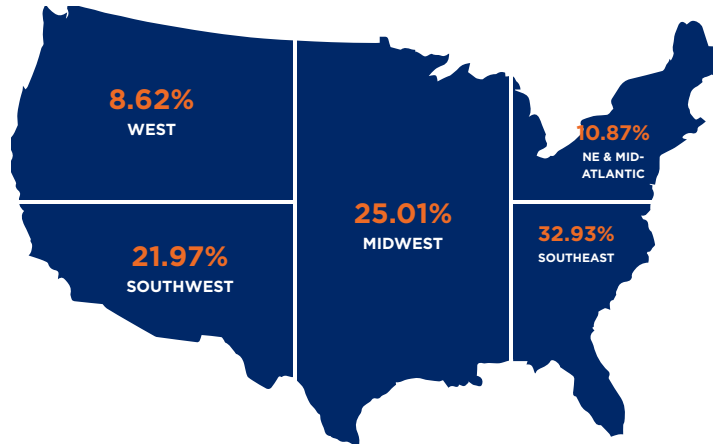 8.62%
WEST
10.87%
NE & MID-
ATLANTIC
25.01%
MIDWEST
21.97%
SOUTHWEST
32.93%
SOUTHEAST